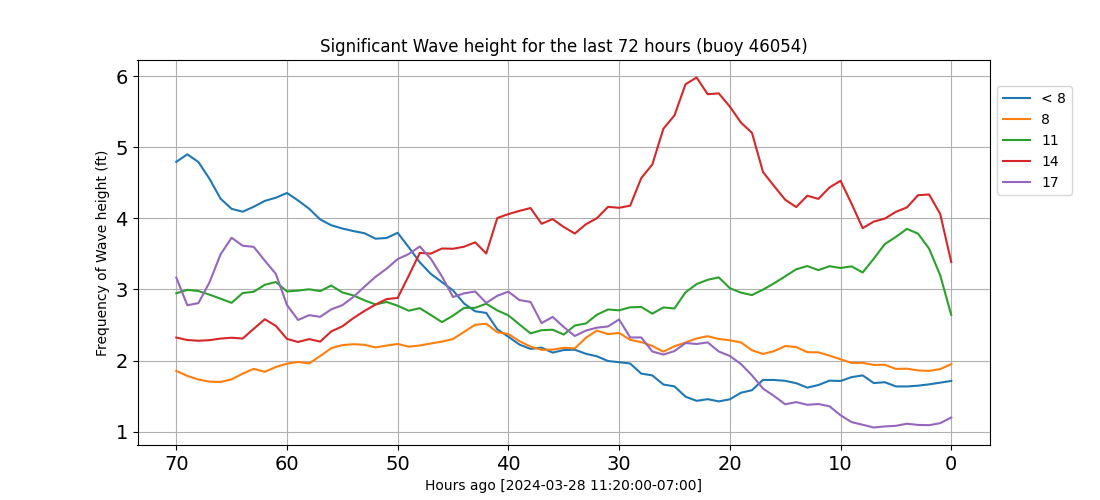 Significant Wave height for the last 72 hours (buoy 46054)
Frequency of Wave height (ft)
6
5
4
3
2
1
70 60 50 40 30 20 10 0
Hours ago [2024-03-28 11:20:00-07:00]
< 8
8
11
14
17